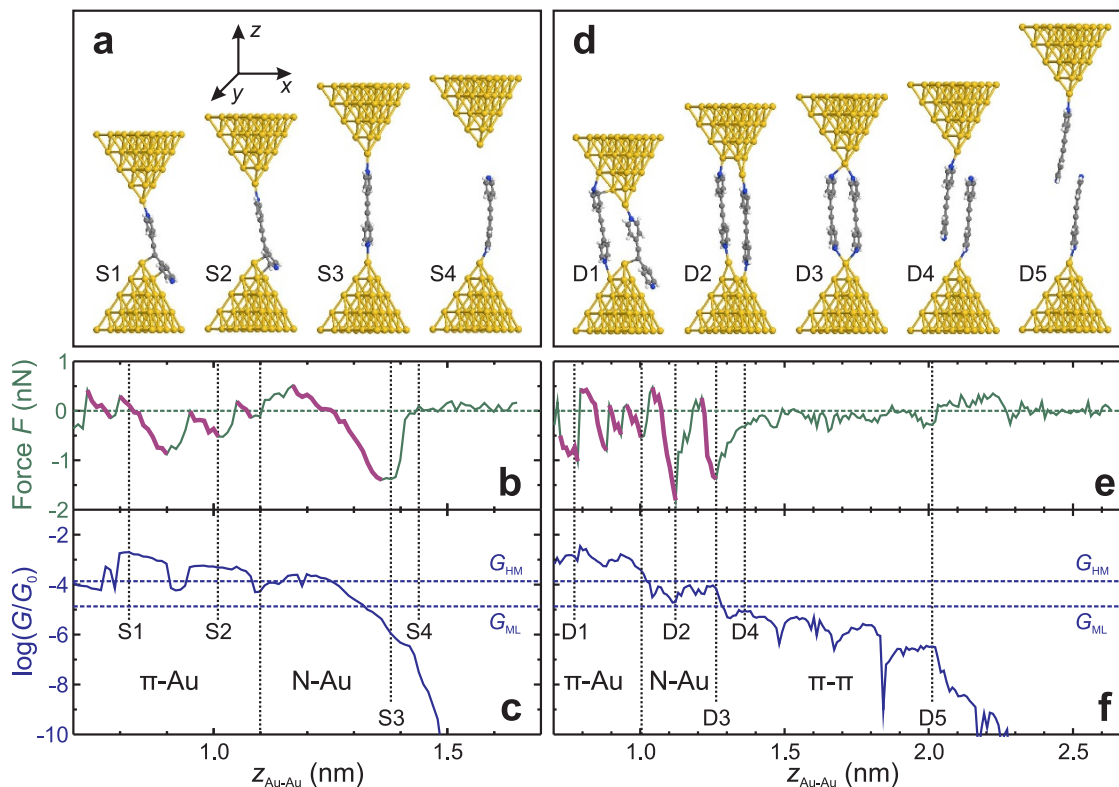 a
z
x
y
S1
S2
S3
S4
d
D1
D2
D3
D4
D5
Force F (nN)
1
0
-1
-2
b
e
log(G/G0)
-2
-4
-6
-8
-10
GHM
GML
S1
S2
S4
π-Au
N-Au
S3
c
1.0
1.5
zAu-Au (nm)
GHM
GML
D1
D2
D4
π-Au
N-Au
π-π
D3
D5
f
1.0
1.5
2.0
2.5
zAu-Au (nm)